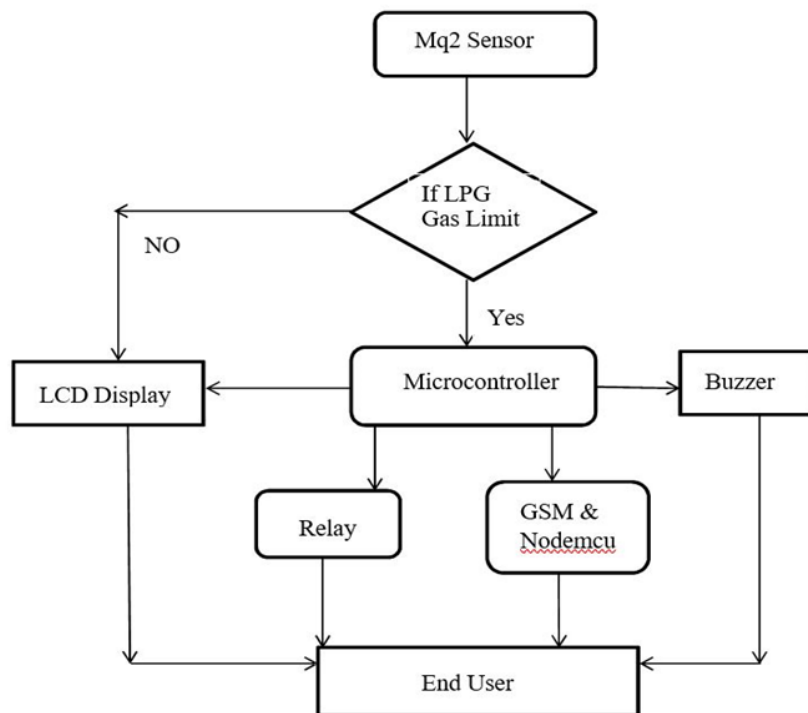 Mq2 Sensor
If LPG
Gas Limit
NO
Yes
LCD Display
Microcontroller
Buzzer
Relay
GSM &
Nodemcu
End User